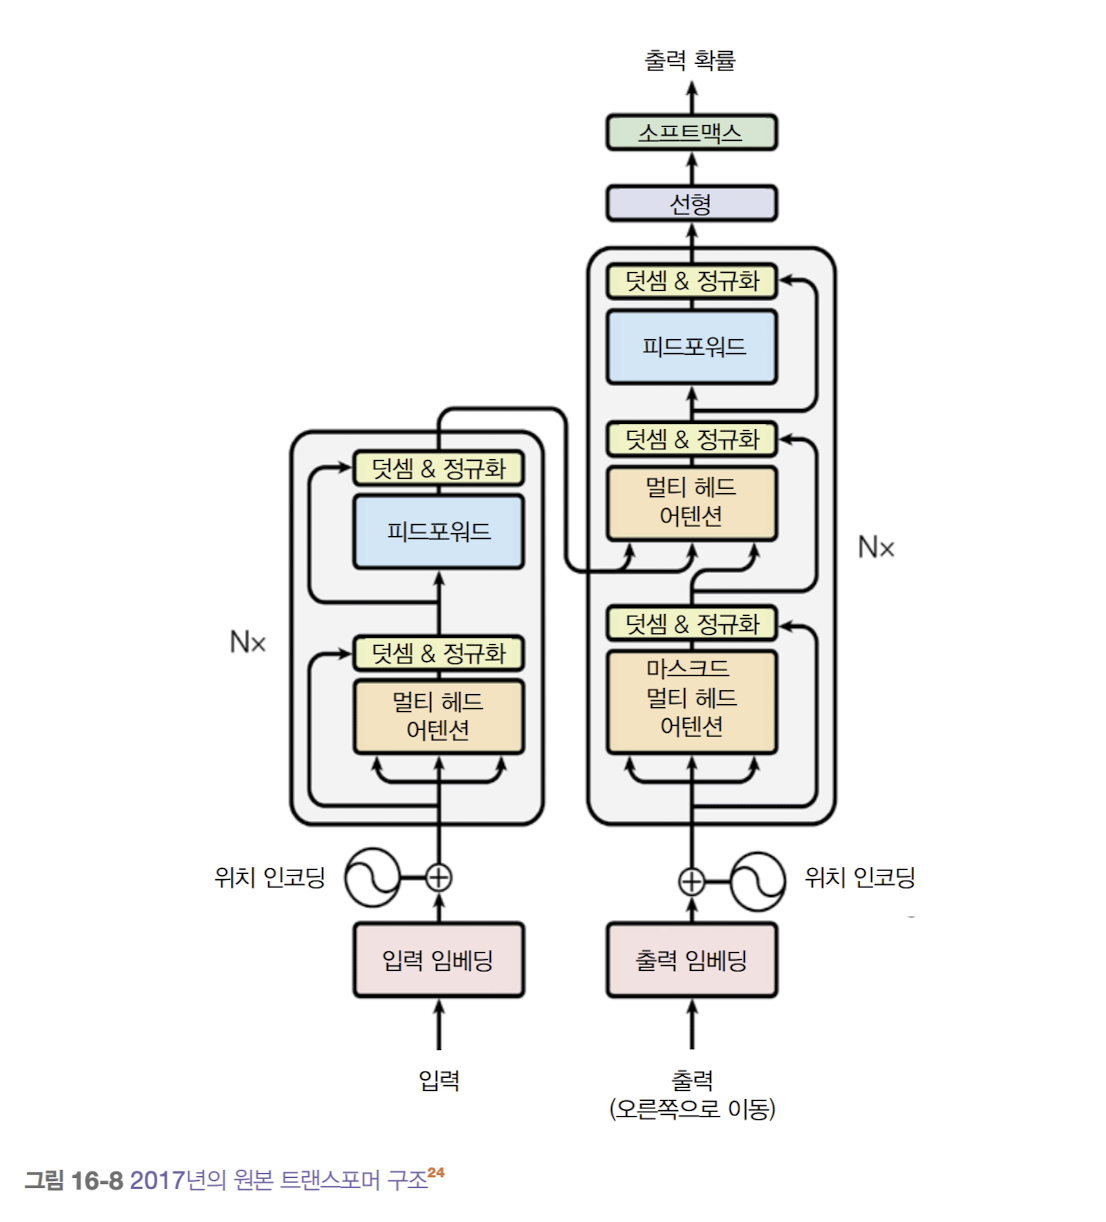 출력 확률
소프트맥스
선형
덧셈 & 정규화
피드포워드
덧셈 & 정규화
멀티 헤드
어텐션
덧셈 & 정규화
마스크드
멀티 헤드
어텐션
N×
덧셈 & 정규화
피드포워드
덧셈 & 정규화
멀티 헤드
어텐션
N×
위치 인코딩
위치 인코딩
입력 임베딩
출력 임베딩
입력
출력
(오른쪽으로 이동)
그림 16-8 2017년의 원본 트랜스포머 구조24